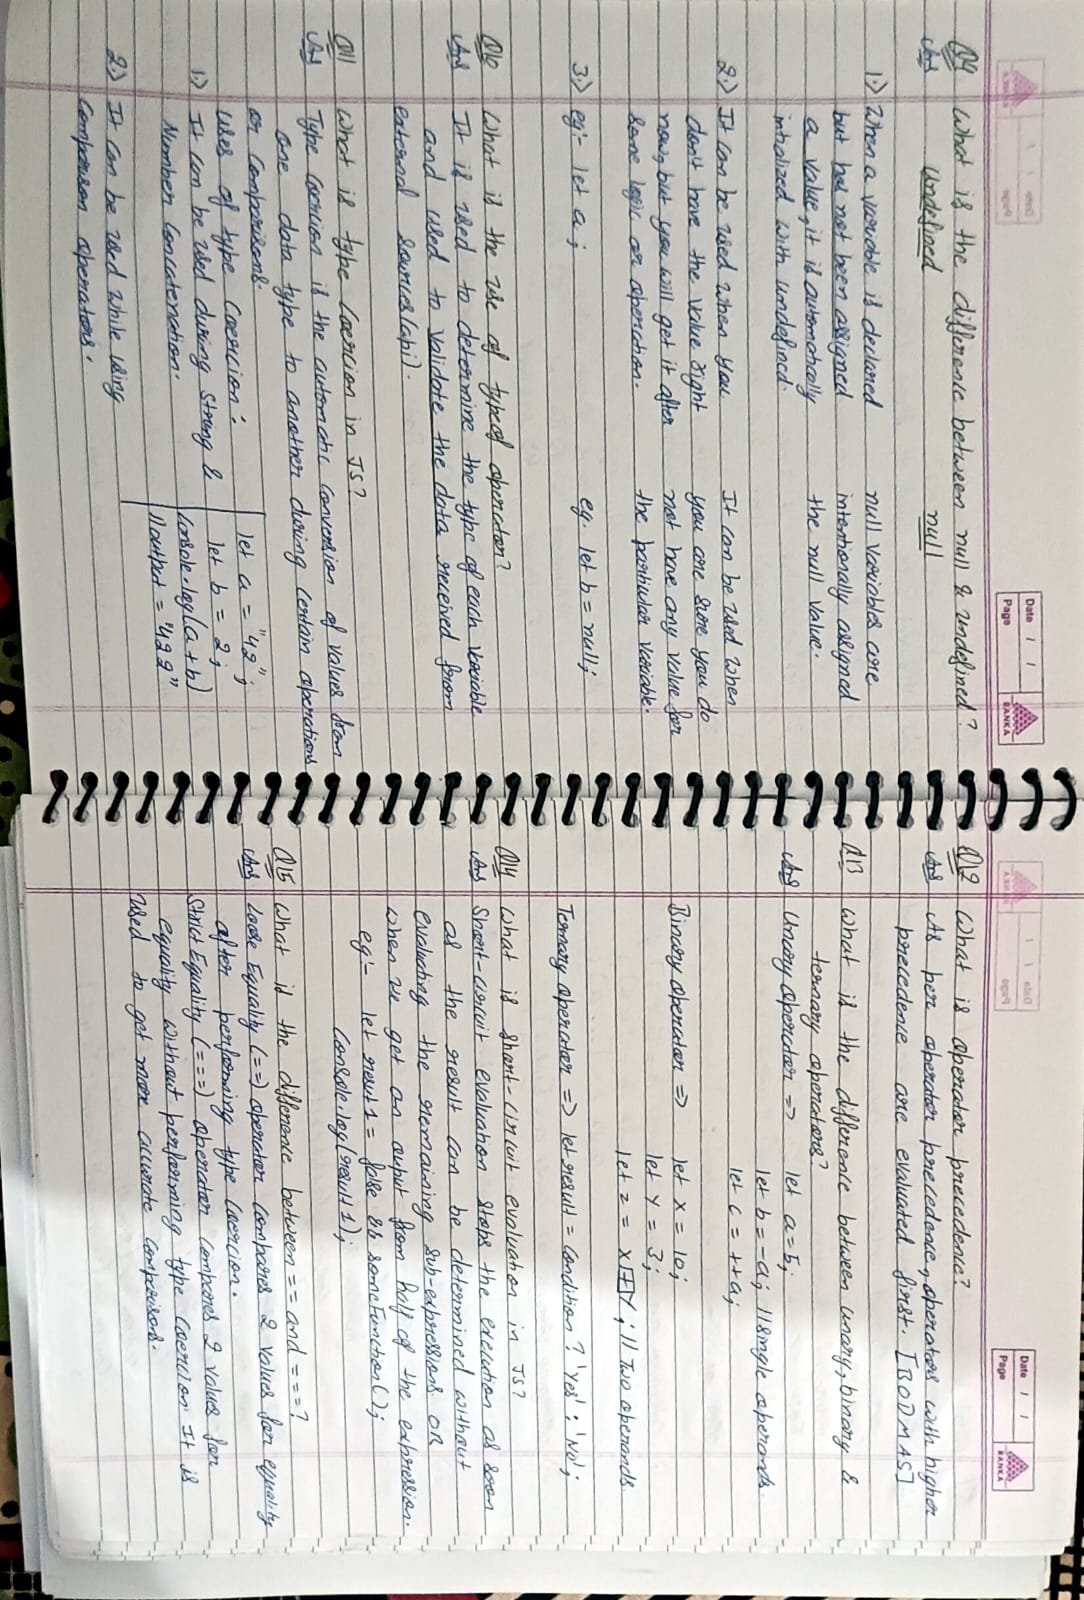 Date / /
Page
RANKA
Q9 What is the difference between null & undefined?
Ans undefined null
1.) When a variable is declared null variables are
but has not been assigned intentionally assigned
a value, it is automatically the null value.
initialized with undefined.
2.) It can be used when you It can be used when
don't have the value right you are sure you do
now, but you will get it after not have any value for
some logic or operation. the particular variable.
3.) eg:- let a; eg. let b = null;
Q10 What is the use of typeof operator?
Ans It is used to determine the type of each variable
and used to validate the data received from
external sources(api).
Q11 What is type Coercion in JS?
Ans Type Coercion is the automatic conversion of values from
one data type to another during certain operations
or comparisons.
Uses of type Coercion:
1.) It can be used during String &
Number Concatenation.
2.) It can be used while using
comparison operators.
let a = "42";
let b = 2;
console.log(a+b)
//output = "422"
Date / /
Page
RANKA
Q12 What is operator precedence?
Ans As per operator precedence, operators with higher
precedence are evaluated first. [BODMAS]
Q13 What is the difference between unary, binary &
ternary operators?
Ans Unary operator => let a=5;
let b=-a; //single operands
let c = ++a;
Binary operator => let x = 10;
let y = 3;
let z = x+y; // Two operands
Ternary operator => let result = condition? 'Yes' : 'No';
Q14 What is short-circuit evaluation in JS?
Ans Short-circuit evaluation stops the execution as soon
as the result can be determined without
evaluating the remaining sub-expressions OR
when we get an output from half of the expression.
eg:- let result1 = false && someFunction();
console.log(result1);
Q15 What is the difference between == and ===?
Ans Loose Equality (==) operator compares 2 values for equality
after performing type Coercion.
Strict Equality (===) operator compares 2 values for
equality without performing type Coercion. It is
used to get more accurate comparisons.